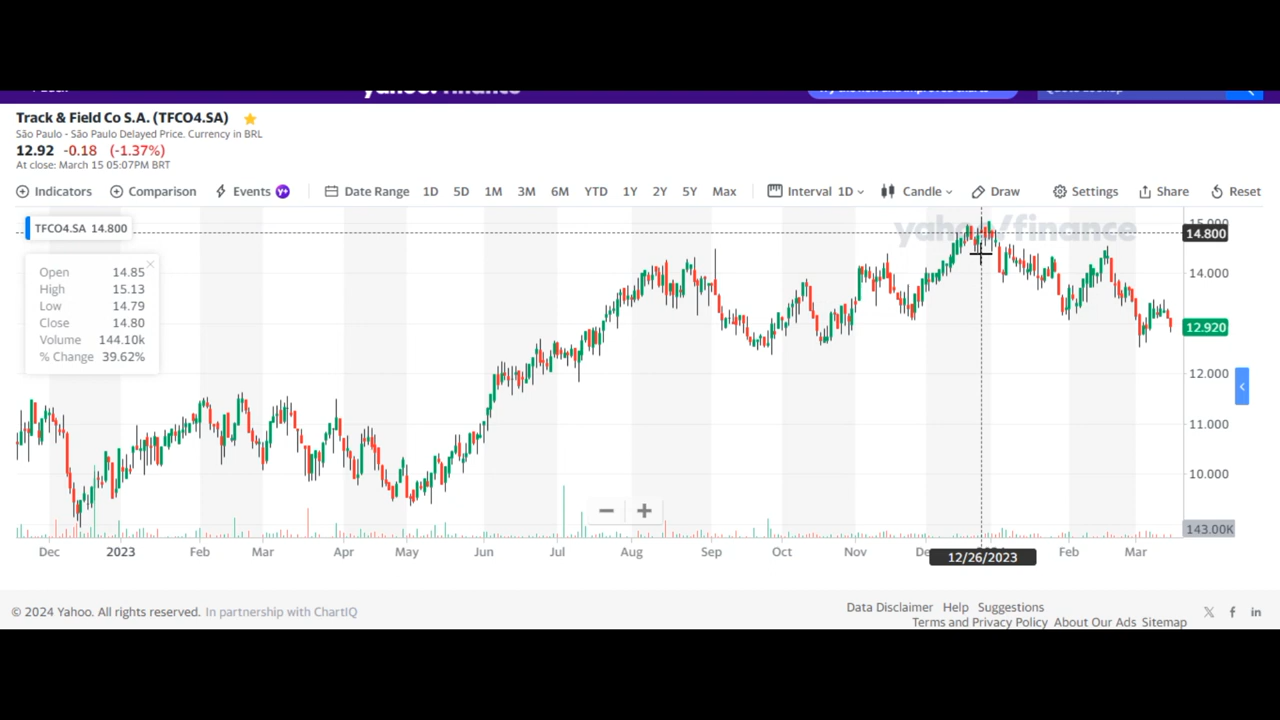 yahoo! finance
Track & Field Co S.A. (TFCO4.SA)
São Paulo - São Paulo Delayed Price. Currency in BRL
12.92 -0.18 (-1.37%)
At close: March 15 05:07PM BRT
Indicators Comparison Events y+ Date Range 1D 5D 1M 3M 6M YTD 1Y 2Y 5Y Max Interval 1D Candle Draw Settings Share Reset
TFCO4.SA 14.800
yahoo/finance
15.000
14.800
Open 14.85
High 15.13
Low 14.79
Close 14.80
Volume 144.10k
% Change 39.62%
14.000
12.920
12.000
11.000
10.000
143.00K
Dec 2023 Feb Mar Apr May Jun Jul Aug Sep Oct Nov Feb Mar
12/26/2023
© 2024 Yahoo. All rights reserved. In partnership with ChartIQ
Data Disclaimer Help Suggestions
Terms and Privacy Policy About Our Ads Sitemap